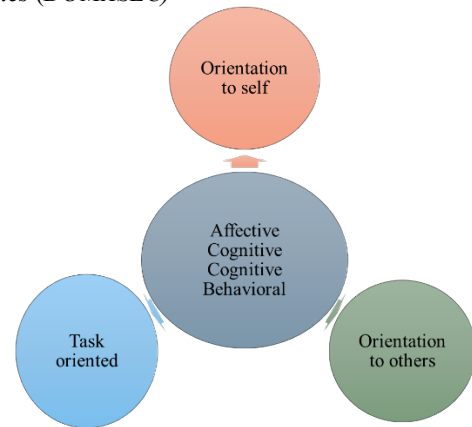 Orientation
to self
Affective
Cognitive
Cognitive
Behavioral
Task
oriented
Orientation
to others